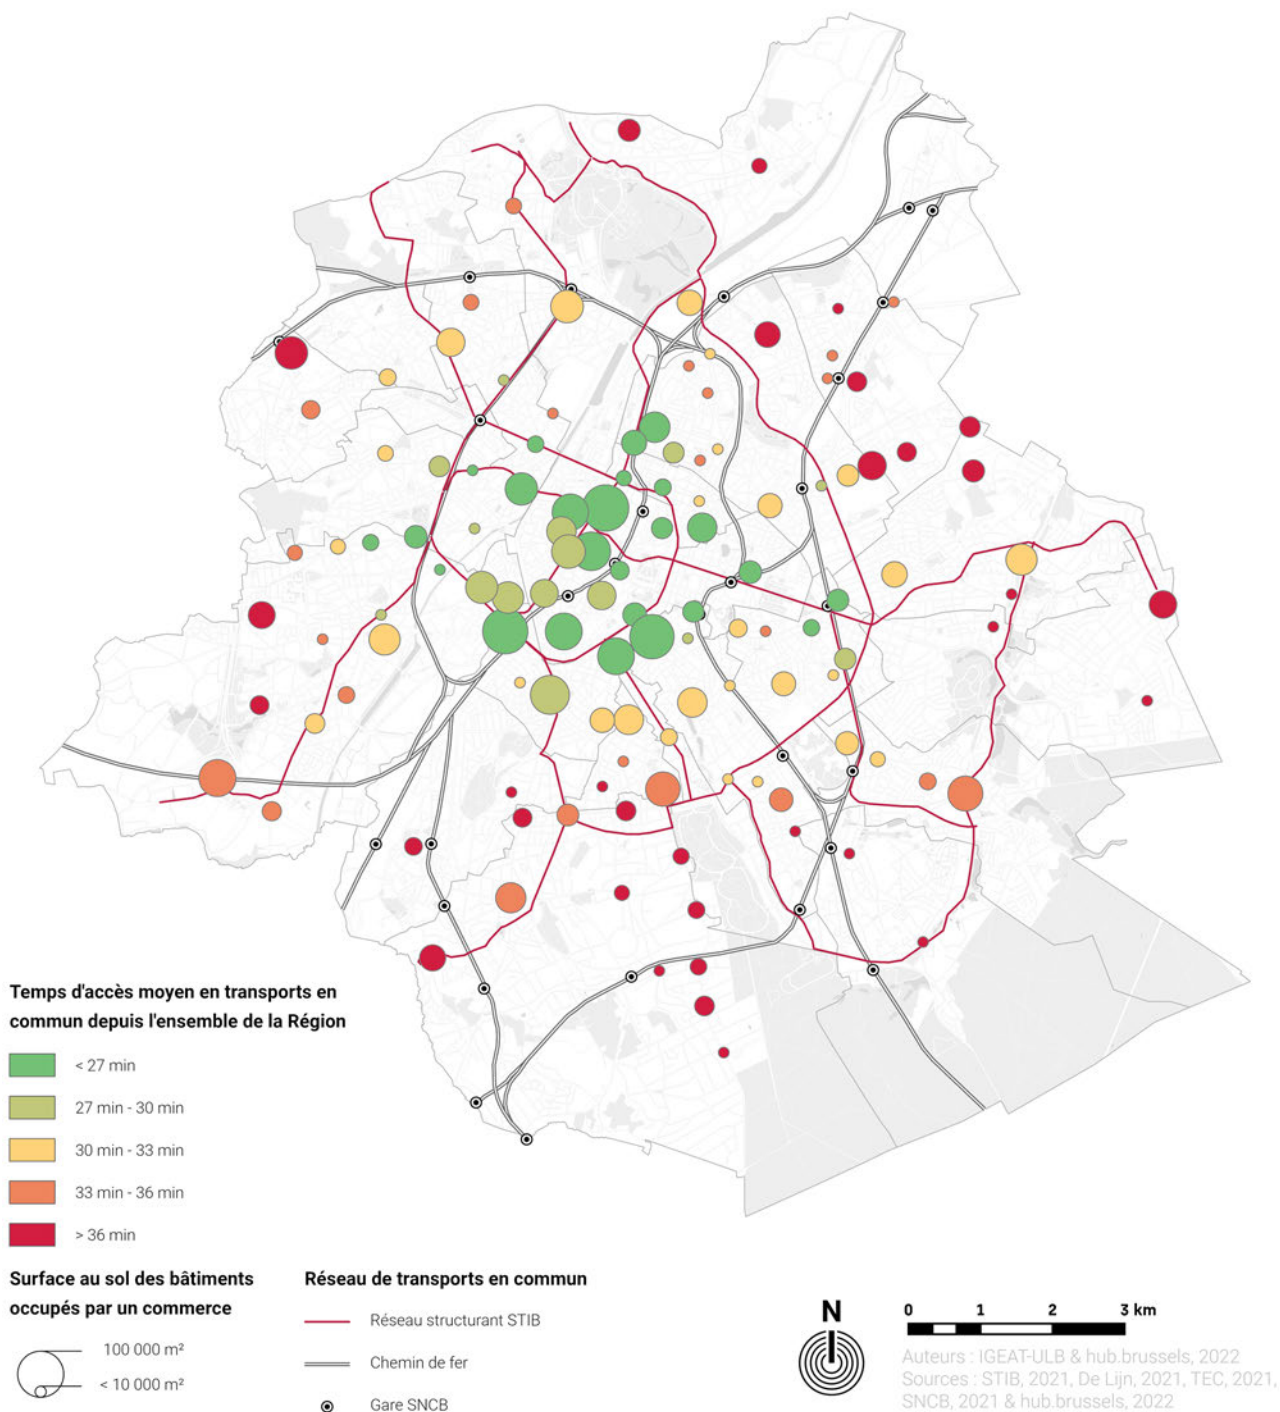 Temps d'accès moyen en transports en
commun depuis l'ensemble de la Région
< 27 min
27 min - 30 min
30 min - 33 min
33 min - 36 min
> 36 min
Surface au sol des bâtiments
occupés par un commerce
100 000 m²
< 10 000 m²
Réseau de transports en commun
Réseau structurant STIB
Chemin de fer
Gare SNCB
N
0 1 2 3 km
Auteurs : IGEAT-ULB & hub.brussels, 2022
Sources : STIB, 2021, De Lijn, 2021, TEC, 2021,
SNCB, 2021 & hub.brussels, 2022